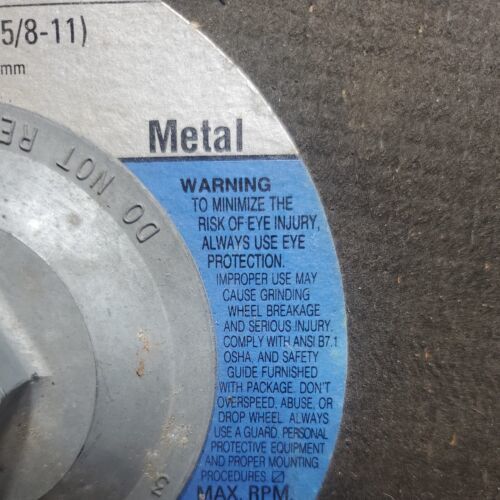 5/8-11)
mm
Metal
DO NOT RE
WARNING
TO MINIMIZE THE
RISK OF EYE INJURY,
ALWAYS USE EYE
PROTECTION.
IMPROPER USE MAY
CAUSE GRINDING
WHEEL BREAKAGE
AND SERIOUS INJURY.
COMPLY WITH ANSI B7.1
OSHA, AND SAFETY
GUIDE FURNISHED
WITH PACKAGE. DON'T
OVERSPEED, ABUSE, OR
DROP WHEEL. ALWAYS
USE A GUARD, PERSONAL
PROTECTIVE EQUIPMENT
AND PROPER MOUNTING
PROCEDURES.
MAX. RPM